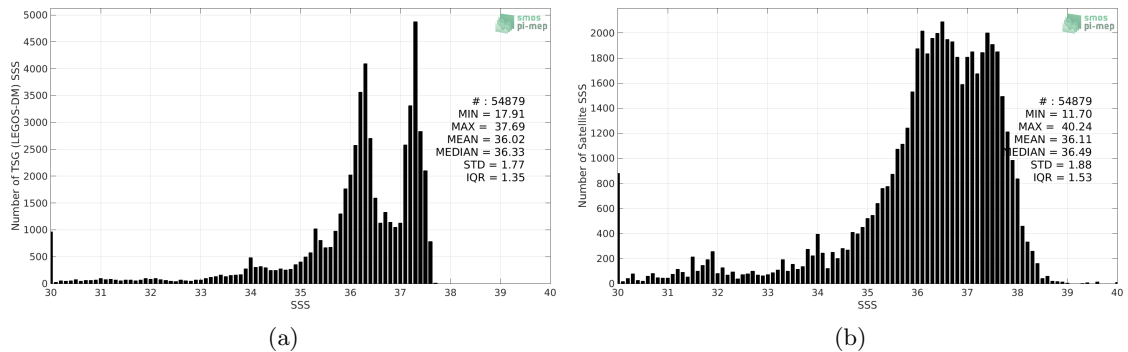 5000
4500
4000
3500
3000
2500
2000
1500
1000
500
0
Number of TSG (LEGOS-DM) SSS
smos
pi-mep
# : 54879
MIN = 17.91
MAX = 37.69
MEAN = 36.02
MEDIAN = 36.33
STD = 1.77
IQR = 1.35
30 31 32 33 34 35 36 37 38 39 40
SSS
(a)
2000
1800
1600
1400
1200
1000
800
600
400
200
0
Number of Satellite SSS
smos
pi-mep
# : 54879
MIN = 11.70
MAX = 40.24
MEAN = 36.11
MEDIAN = 36.49
STD = 1.88
IQR = 1.53
30 31 32 33 34 35 36 37 38 39 40
SSS
(b)